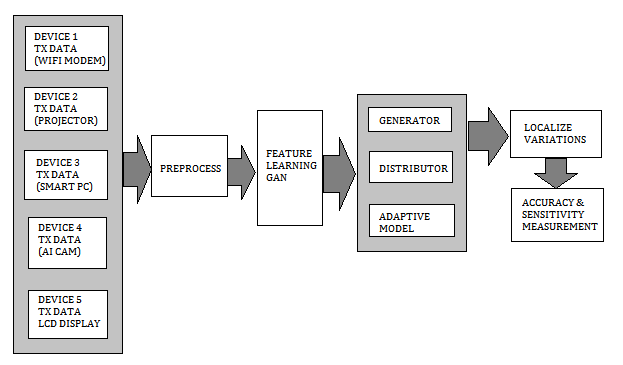 DEVICE 1
TX DATA
(WIFI MODEM)
DEVICE 2
TX DATA
(PROJECTOR)
DEVICE 3
TX DATA
(SMART PC)
DEVICE 4
TX DATA
(AI CAM)
DEVICE 5
TX DATA
LCD DISPLAY
PREPROCESS
FEATURE
LEARNING
GAN
GENERATOR
DISTRIBUTOR
ADAPTIVE
MODEL
LOCALIZE
VARIATIONS
ACCURACY &
SENSITIVITY
MEASUREMENT